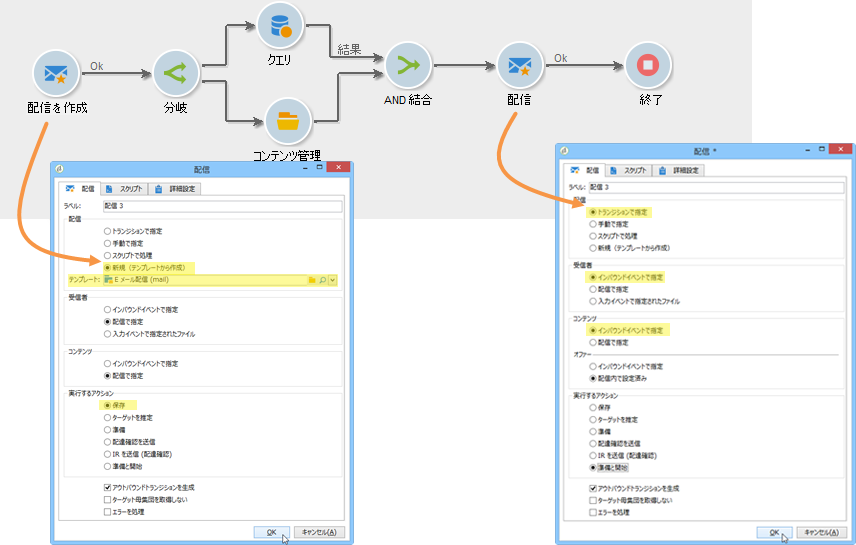 Ok
配信を作成
分岐
クエリ
コンテンツ管理
結果
AND 結合
配信
Ok
終了
配信
配信 スクリプト 詳細設定
ラベル: 配信 3
配信
トランジションで指定
手動で指定
スクリプトで処理
新規（テンプレートから作成）
テンプレート: E メール配信 (mail)
受信者
インバウンドイベントで指定
配信で指定
入力イベントで指定されたファイル
コンテンツ
インバウンドイベントで指定
配信で指定
実行するアクション
保存
ターゲットを推定
準備
配達確認を送信
IR を送信 (配達確認)
準備と開始
アウトバウンドトランジションを生成
ターゲット母集団を取得しない
エラーを処理
OK キャンセル(A)
配信 *
配信 スクリプト 詳細設定
ラベル: 配信 3
配信
トランジションで指定
手動で指定
スクリプトで処理
新規（テンプレートから作成）
受信者
インバウンドイベントで指定
配信で指定
入力イベントで指定されたファイル
コンテンツ
インバウンドイベントで指定
配信で指定
オファー
インバウンドイベントで指定
配信内で設定済み
実行するアクション
保存
ターゲットを推定
準備
配達確認を送信
IR を送信 (配達確認)
準備と開始
アウトバウンドトランジションを生成
ターゲット母集団を取得しない
エラーを処理
OK キャンセル(A)